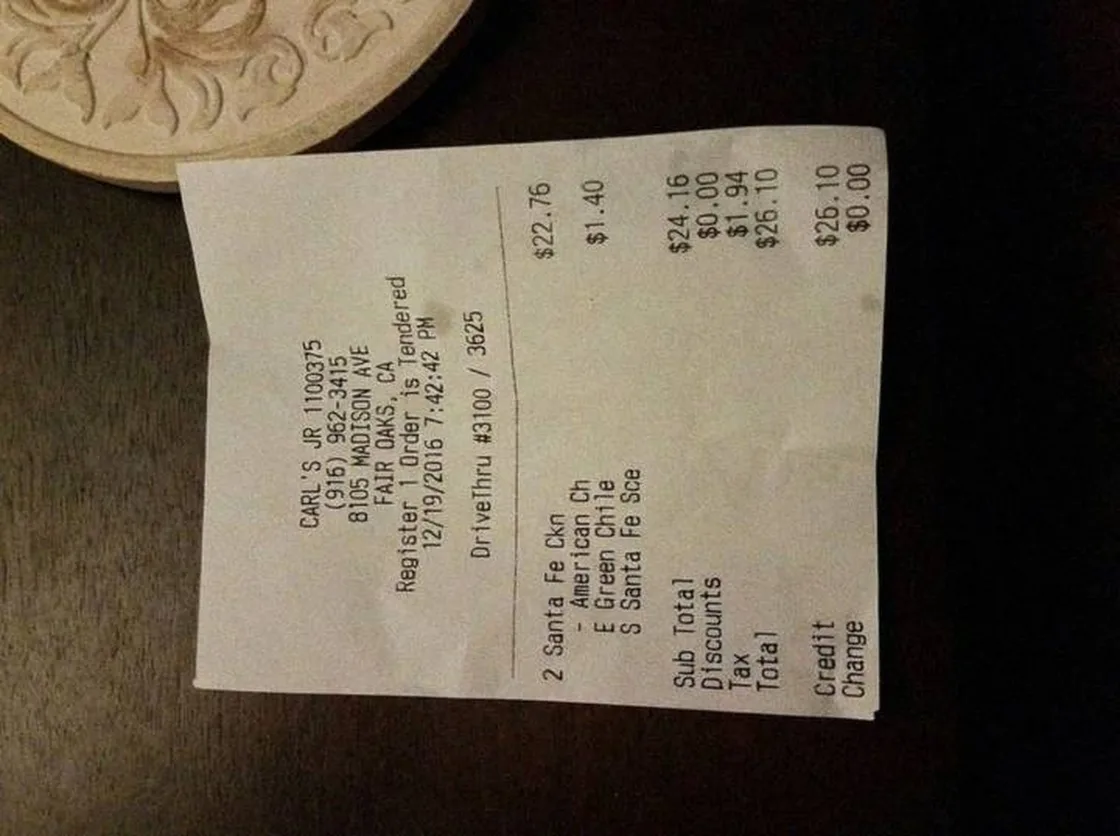 CARL'S JR 1100375
(916) 962-3415
8105 MADISON AVE
FAIR OAKS, CA
Register 1 Order is Tendered
12/19/2016 7:42:42 PM
DriveThru #3100 / 3625
2 Santa Fe Ckn $22.76
- American Ch
E Green Chile $1.40
S Santa Fe Sce
Sub Total $24.16
Discounts $0.00
Tax $1.94
Total $26.10
Credit $26.10
Change $0.00